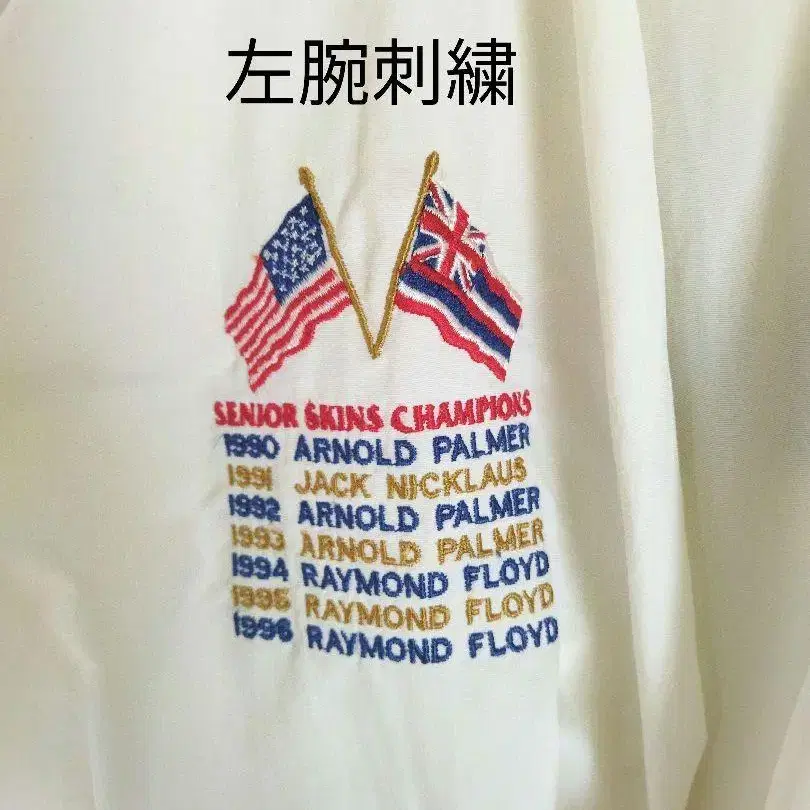 左腕刺繍
SENIOR SKINS CHAMPIONS
1990 ARNOLD PALMER
1991 JACK NICKLAUS
1992 ARNOLD PALMER
1993 ARNOLD PALMER
1994 RAYMOND FLOYD
1995 RAYMOND FLOYD
1996 RAYMOND FLOYD